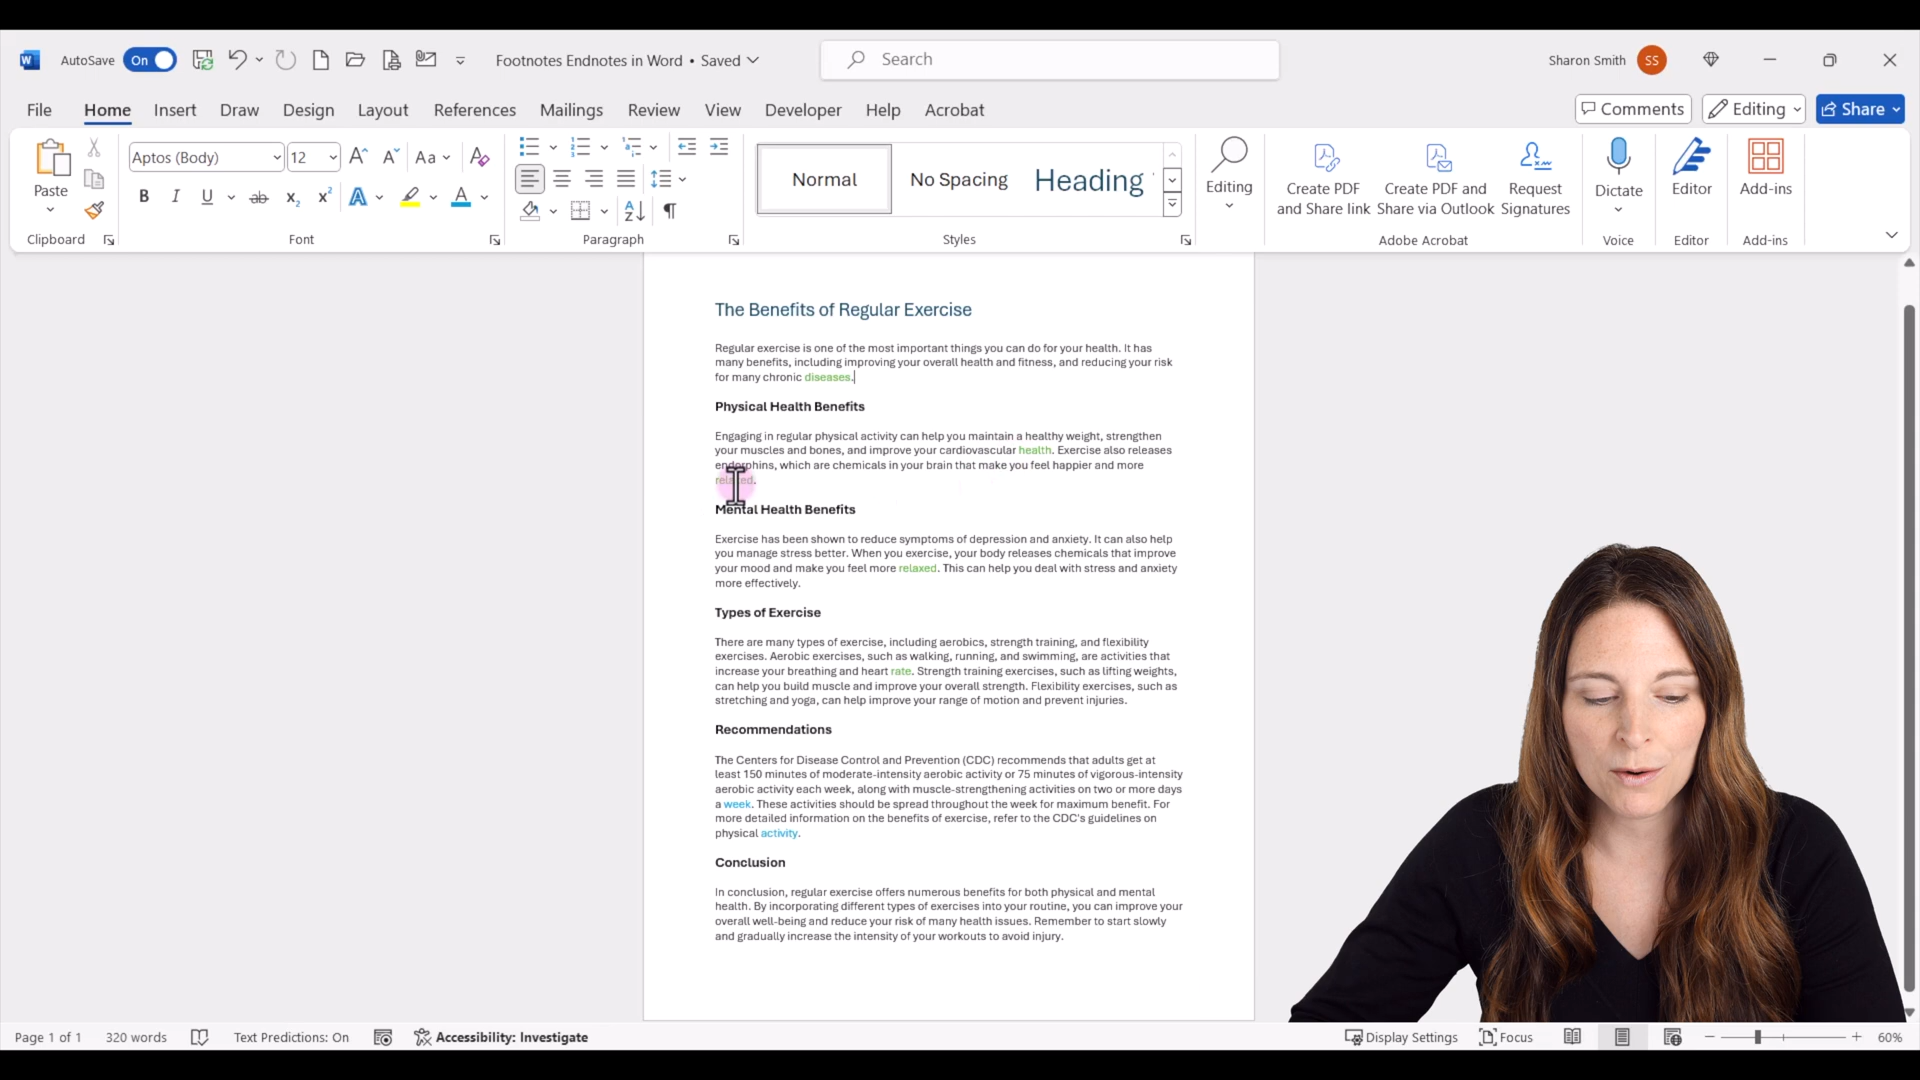 AutoSave On Footnotes Endnotes in Word • Saved Search Sharon Smith SS
File Home Insert Draw Design Layout References Mailings Review View Developer Help Acrobat Comments Editing Share
Paste
Clipboard
Aptos (Body) 12 Aa
B I U ab x₂ x² A A
Font
Paragraph
Normal No Spacing Heading
Styles
Editing
Create PDF
and Share link
Create PDF and
Share via Outlook
Request
Signatures
Adobe Acrobat
Dictate
Voice
Editor
Editor
Add-ins
Add-ins
The Benefits of Regular Exercise
Regular exercise is one of the most important things you can do for your health. It has
many benefits, including improving your overall health and fitness, and reducing your risk
for many chronic diseases.
Physical Health Benefits
Engaging in regular physical activity can help you maintain a healthy weight, strengthen
your muscles and bones, and improve your cardiovascular health. Exercise also releases
endorphins, which are chemicals in your brain that make you feel happier and more
relaxed.
Mental Health Benefits
Exercise has been shown to reduce symptoms of depression and anxiety. It can also help
you manage stress better. When you exercise, your body releases chemicals that improve
your mood and make you feel more relaxed. This can help you deal with stress and anxiety
more effectively.
Types of Exercise
There are many types of exercise, including aerobics, strength training, and flexibility
exercises. Aerobic exercises, such as walking, running, and swimming, are activities that
increase your breathing and heart rate. Strength training exercises, such as lifting weights,
can help you build muscle and improve your overall strength. Flexibility exercises, such as
stretching and yoga, can help improve your range of motion and prevent injuries.
Recommendations
The Centers for Disease Control and Prevention (CDC) recommends that adults get at
least 150 minutes of moderate-intensity aerobic activity or 75 minutes of vigorous-intensity
aerobic activity each week, along with muscle-strengthening activities on two or more days
a week. These activities should be spread throughout the week for maximum benefit. For
more detailed information on the benefits of exercise, refer to the CDC's guidelines on
physical activity.
Conclusion
In conclusion, regular exercise offers numerous benefits for both physical and mental
health. By incorporating different types of exercises into your routine, you can improve your
overall well-being and reduce your risk of many health issues. Remember to start slowly
and gradually increase the intensity of your workouts to avoid injury.
Page 1 of 1 320 words Text Predictions: On Accessibility: Investigate Display Settings Focus 60%